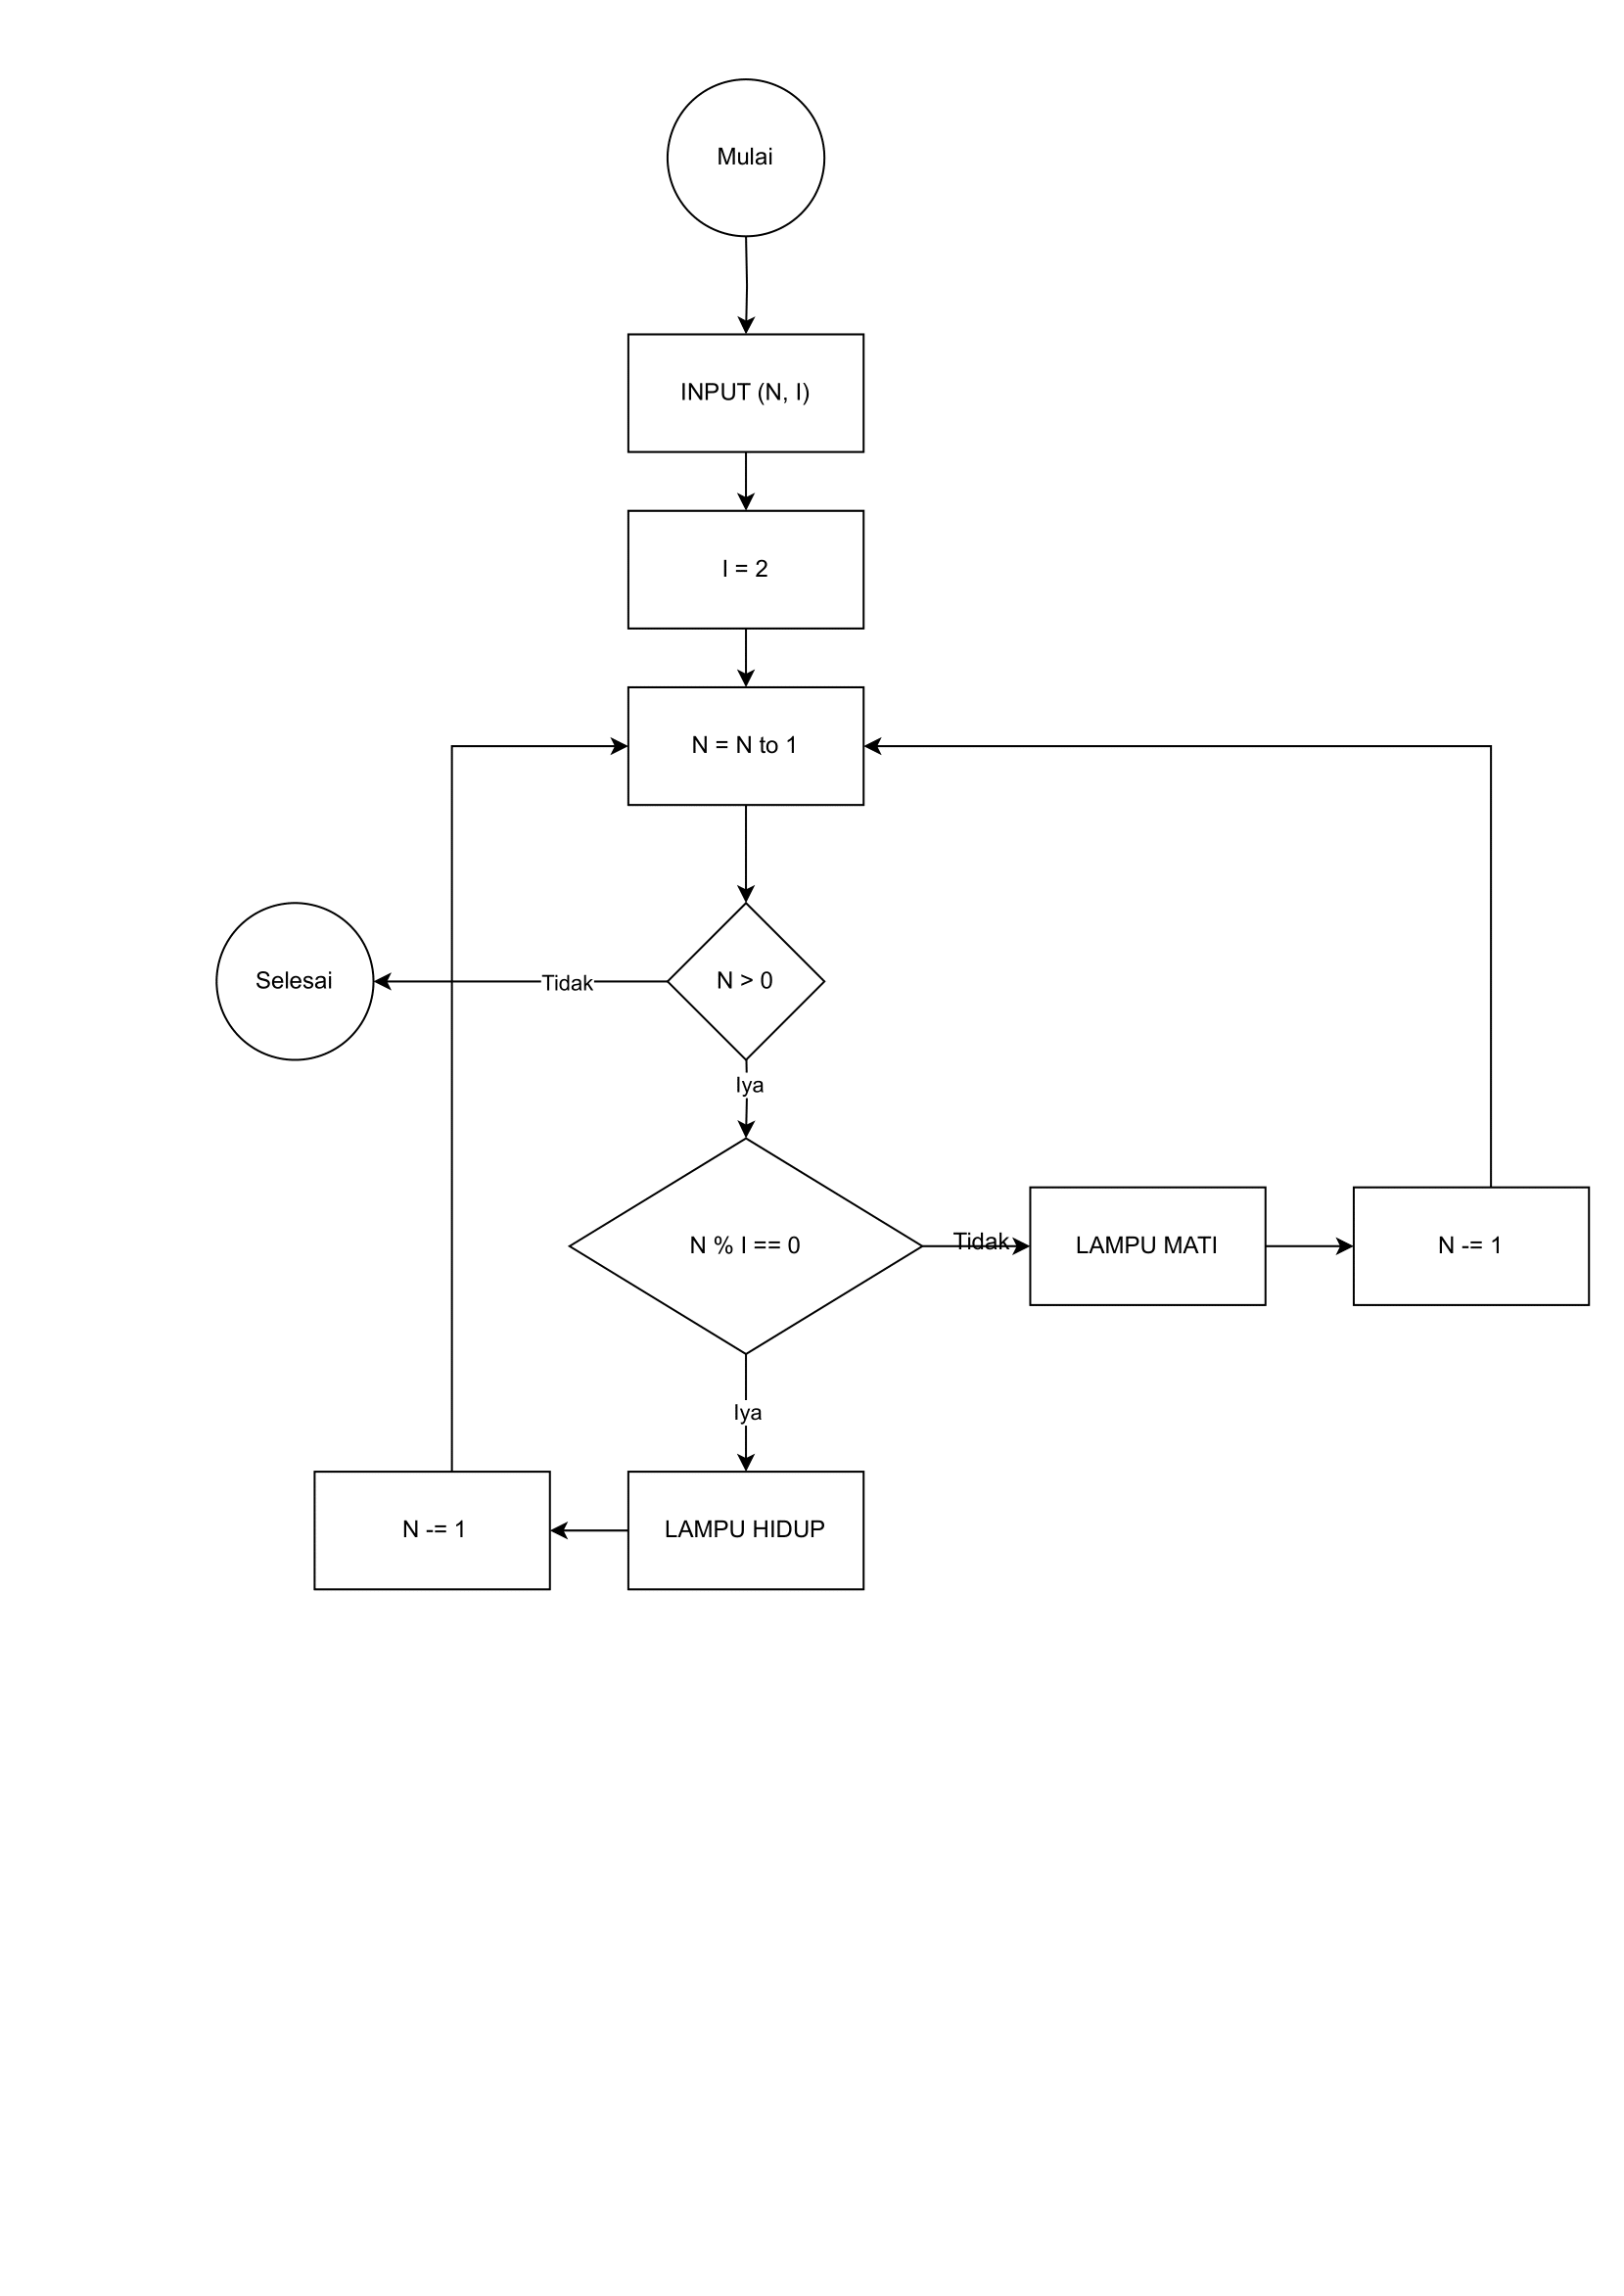 Mulai
INPUT (N, I)
I = 2
N = N to 1
Selesai
Tidak
N > 0
Iya
N % I == 0
Tidak
LAMPU MATI
N -= 1
Iya
N -= 1
LAMPU HIDUP